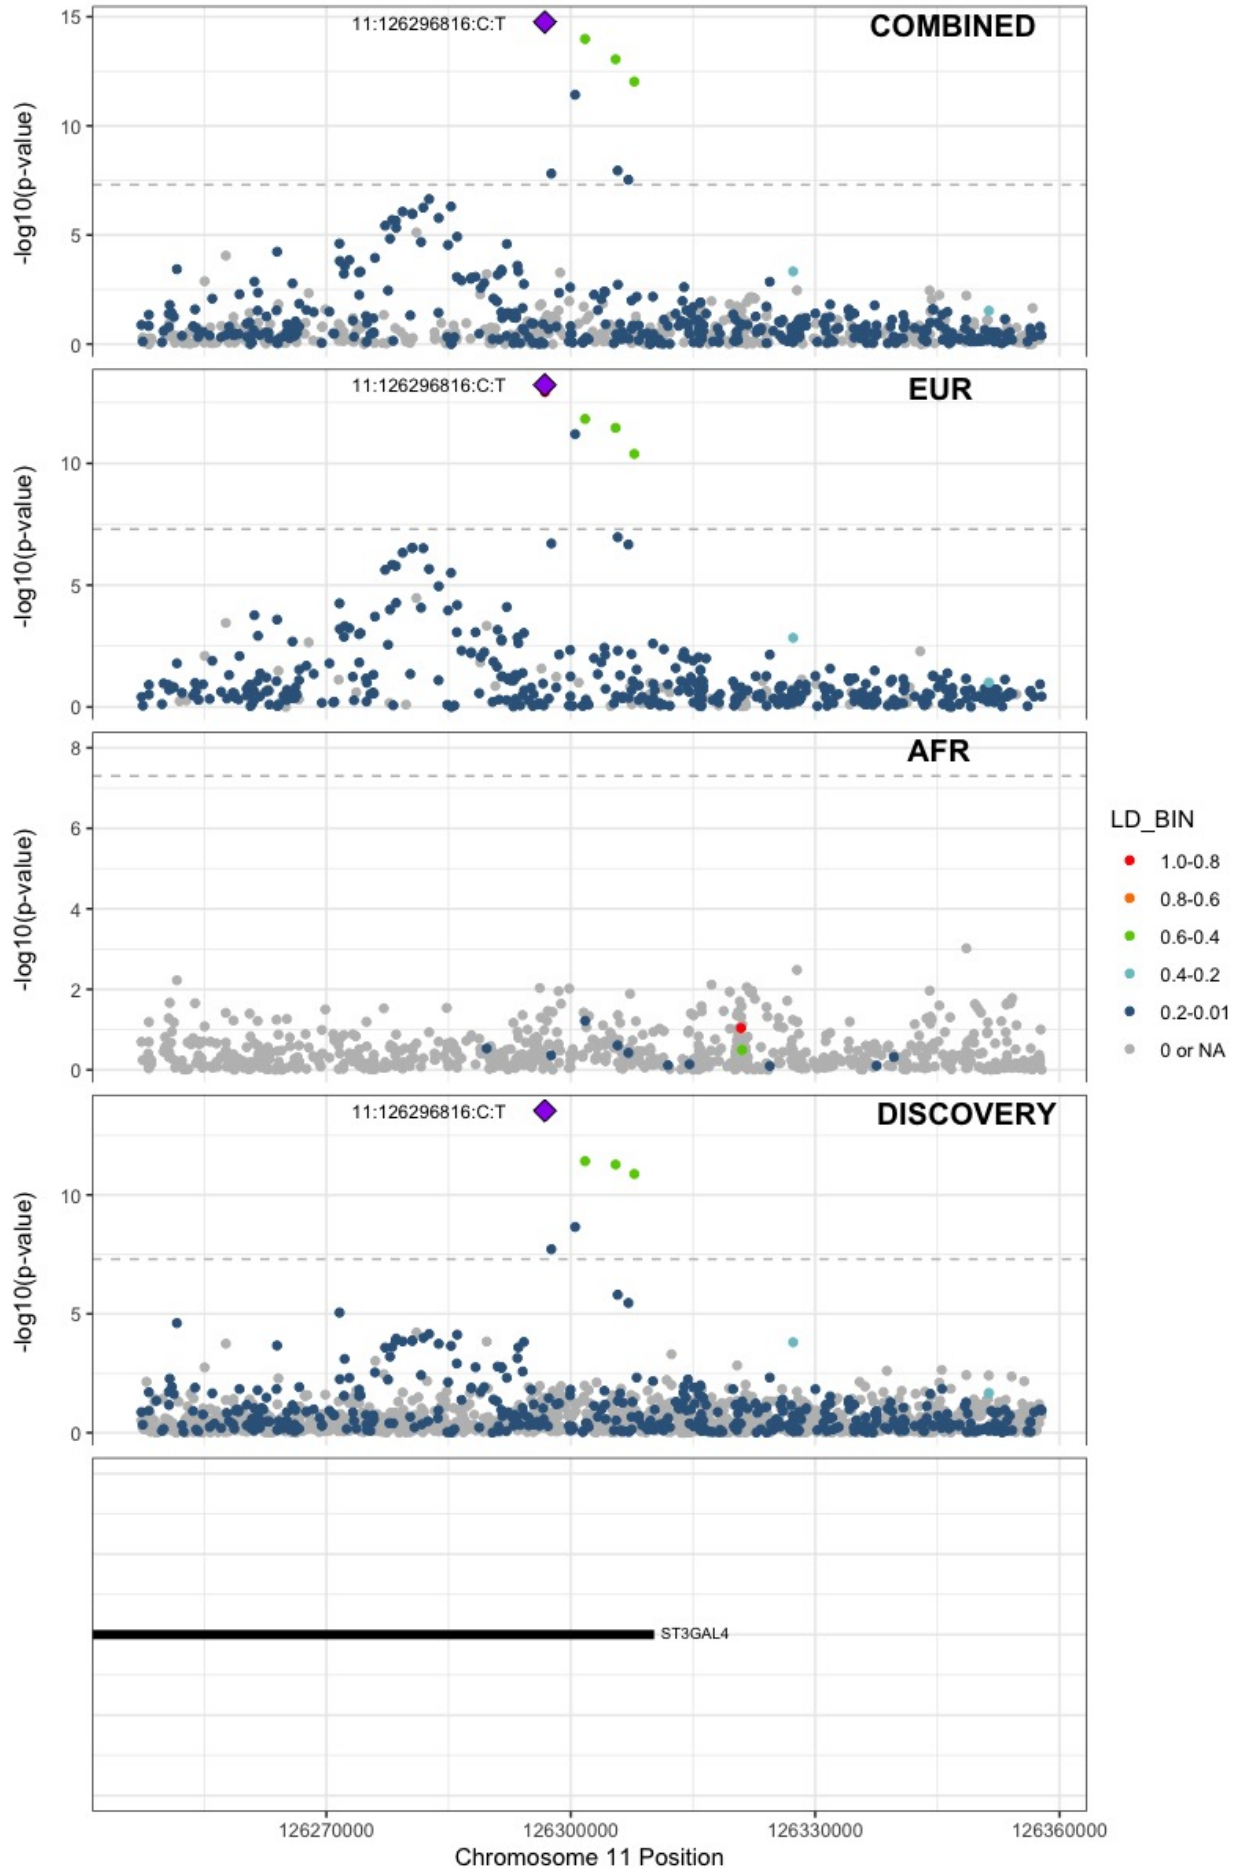 COMBINED
11:126296816:C:T
-log10(p-value)
15
10
5
0
EUR
11:126296816:C:T
-log10(p-value)
10
5
0
AFR
-log10(p-value)
8
6
4
2
0
LD_BIN
1.0-0.8
0.8-0.6
0.6-0.4
0.4-0.2
0.2-0.01
0 or NA
DISCOVERY
11:126296816:C:T
-log10(p-value)
10
5
0
ST3GAL4
126270000 126300000 126330000 126360000
Chromosome 11 Position